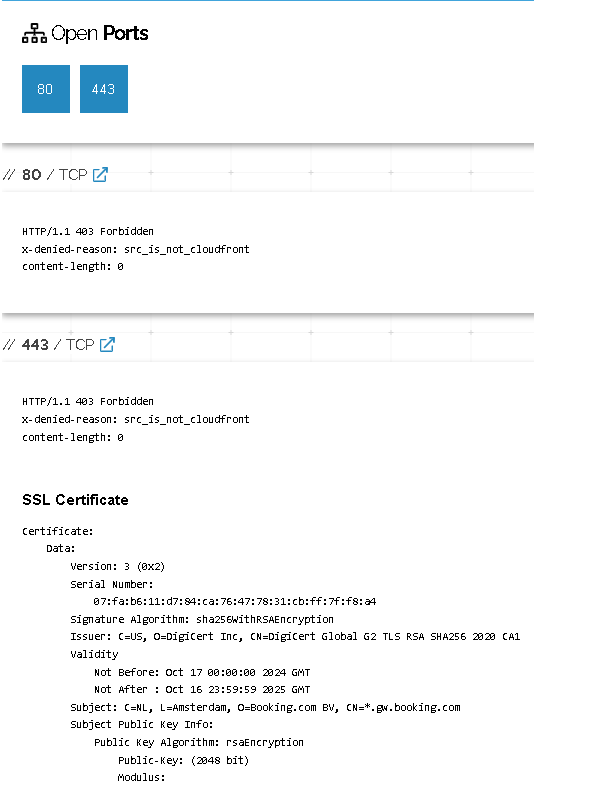 Open Ports
80 443
// 80 / TCP
HTTP/1.1 403 Forbidden
x-denied-reason: src_is_not_cloudfront
content-length: 0
// 443 / TCP
HTTP/1.1 403 Forbidden
x-denied-reason: src_is_not_cloudfront
content-length: 0
SSL Certificate
Certificate:
Data:
Version: 3 (0x2)
Serial Number:
07:fa:b6:11:d7:84:ca:76:47:78:31:cb:ff:7f:f8:a4
Signature Algorithm: sha256WithRSAEncryption
Issuer: C=US, O=DigiCert Inc, CN=DigiCert Global G2 TLS RSA SHA256 2020 CA1
Validity
Not Before: Oct 17 00:00:00 2024 GMT
Not After : Oct 16 23:59:59 2025 GMT
Subject: C=NL, L=Amsterdam, O=Booking.com BV, CN=*.gw.booking.com
Subject Public Key Info:
Public Key Algorithm: rsaEncryption
Public-Key: (2048 bit)
Modulus: